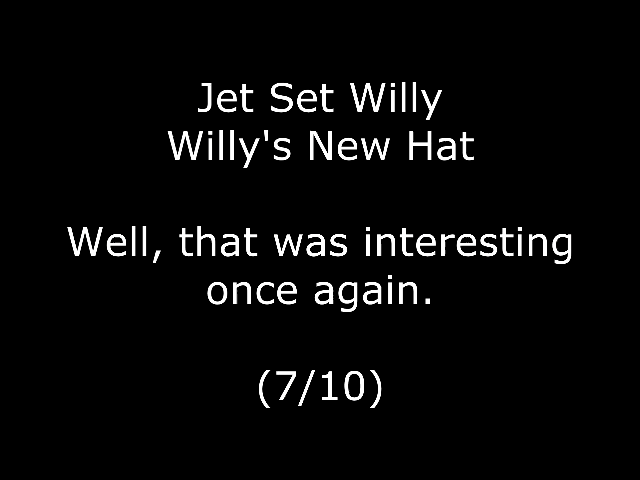 Jet Set Willy
Willy's New Hat
Well, that was interesting
once again.
(7/10)